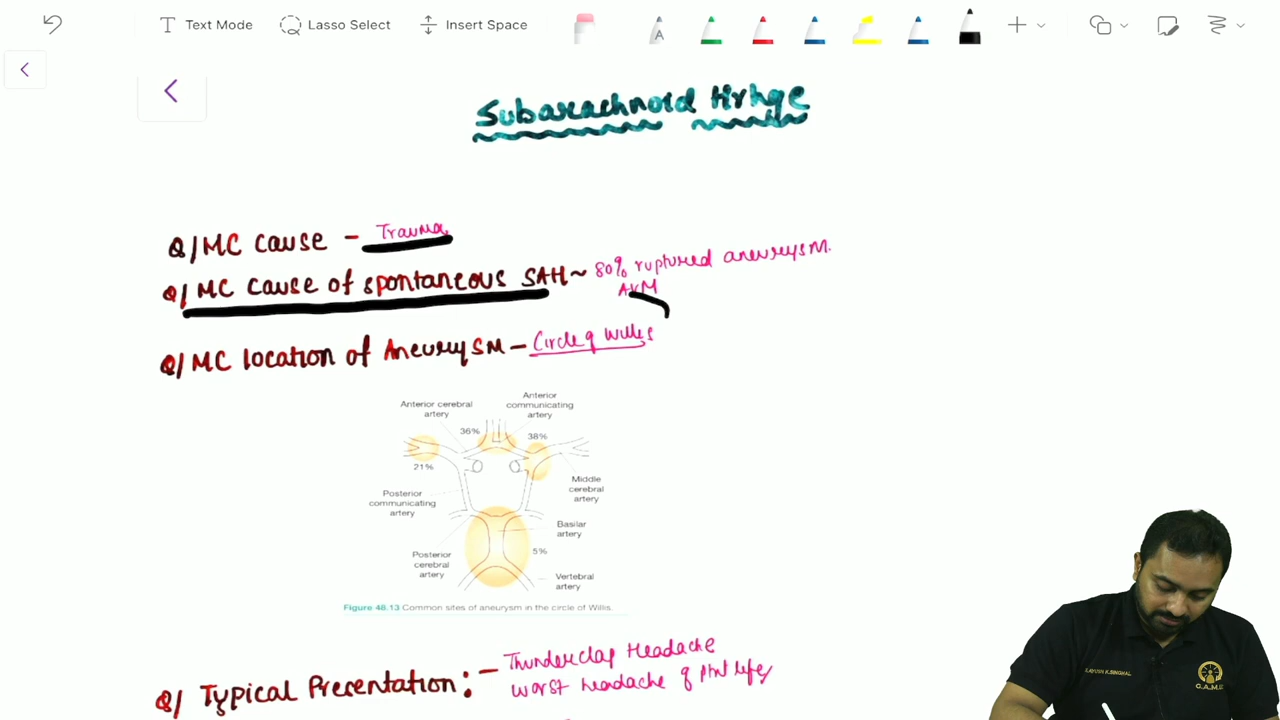 Text Mode
Lasso Select
Insert Space
Subarachnoid Hrhge
Q/ MC cause - Trauma
Q/ MC cause of spontaneous SAH ~ 80% ruptured aneurysm.
AVM
Q/ MC location of AneurysM - Circle of Willis
Anterior cerebral artery
Anterior communicating artery
36%
38%
21%
Middle cerebral artery
Posterior communicating artery
Basilar artery
5%
Posterior cerebral artery
Vertebral artery
Figure 48.13 Common sites of aneurysm in the circle of Willis.
Q/ Typical Presentation: - Thunderclap Headache
worst headache of life
G.A.M.S